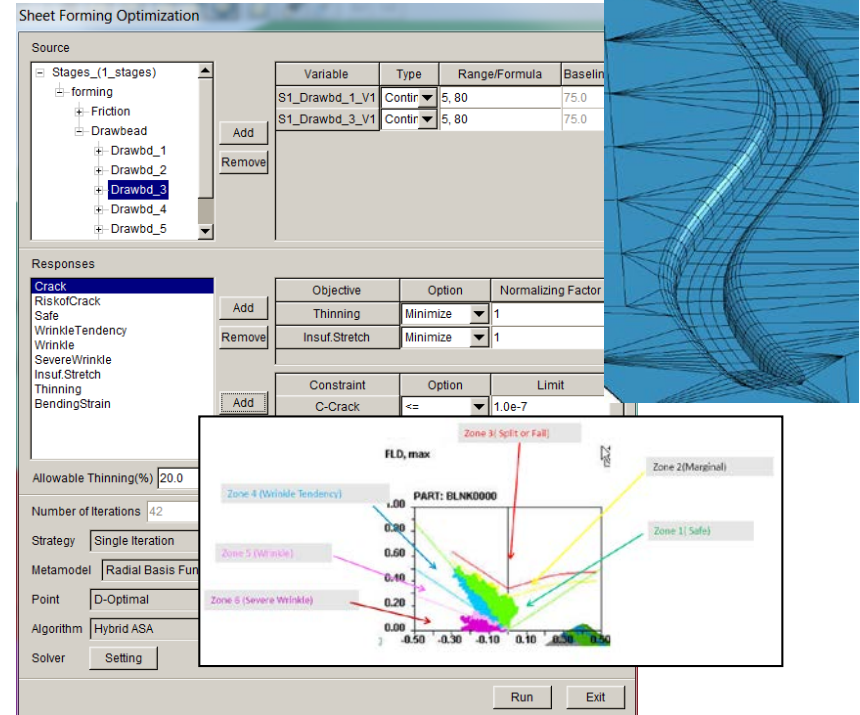 Sheet Forming Optimization
Source
Stages_(1_stages)
forming
Friction
Drawbead
Drawbd_1
Drawbd_2
Drawbd_3
Drawbd_4
Drawbd_5
Add
Remove
Variable Type Range/Formula Baselin
S1_Drawbd_1_V1 Contir 5, 80 75.0
S1_Drawbd_3_V1 Contir 5, 80 75.0
Responses
Crack
RiskofCrack
Safe
WrinkleTendency
Wrinkle
SevereWrinkle
Insuf.Stretch
Thinning
BendingStrain
Add
Remove
Add
Objective Option Normalizing Factor
Thinning Minimize 1
Insuf.Stretch Minimize 1
Constraint Option Limit
C-Crack <= 1.0e-7
Allowable Thinning(%) 20.0
Number of Iterations 42
Strategy Single Iteration
Metamodel Radial Basis Fun
Point D-Optimal
Algorithm Hybrid ASA
Solver Setting
Run Exit
Zone 3( Split or Fail)
FLD, max
Zone 2(Marginal)
Zone 4 (Wrinkle Tendency)
PART: BLNK0000
Zone 1( Safe)
Zone 5 (Wrinkle)
Zone 6 (Severe Wrinkle)
1.00
0.80
0.60
0.40
0.20
0.00
-0.50 -0.30 -0.10 0.10 0.30 0.50